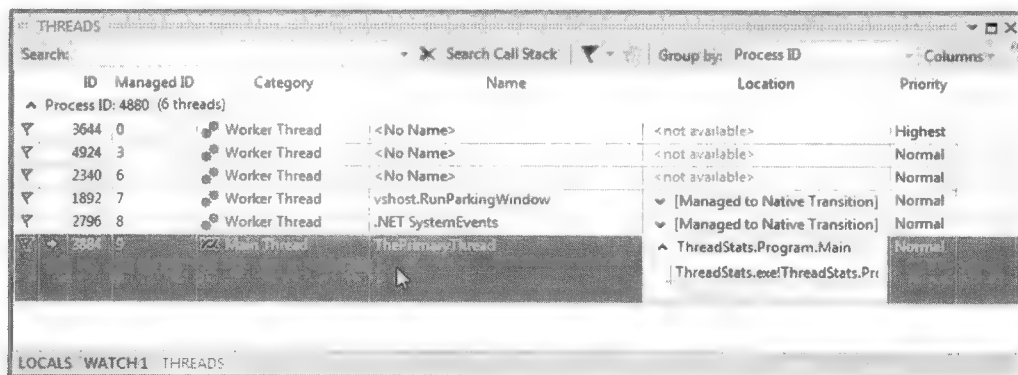 THREADS
Search: Search Call Stack Group by: Process ID Columns
ID Managed ID Category Name Location Priority
Process ID: 4880 (6 threads)
3644 0 Worker Thread <No Name> <not available> Highest
4924 3 Worker Thread <No Name> <not available> Normal
2340 6 Worker Thread <No Name> <not available> Normal
1892 7 Worker Thread vshost.RunParkingWindow [Managed to Native Transition] Normal
2796 8 Worker Thread .NET SystemEvents [Managed to Native Transition] Normal
9 Main Thread ThePrimaryThread ThreadStats.Program.Main Normal
ThreadStats.exe!ThreadStats.Pr
LOCALS WATCH 1 THREADS